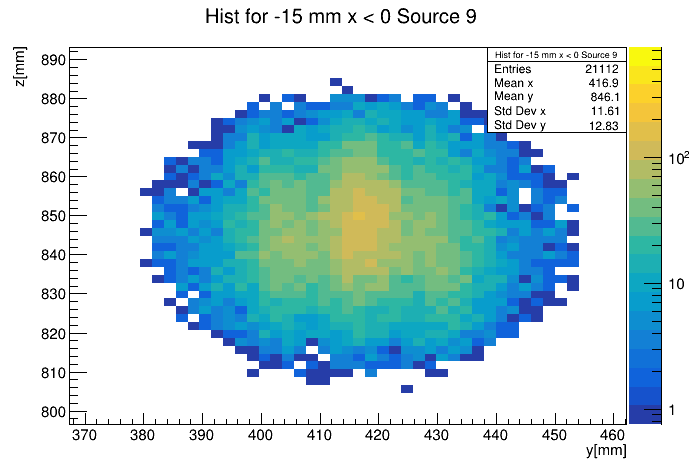 Hist for -15 mm x < 0 Source 9
z[mm]
890
880
870
860
850
840
830
820
810
800
370 380 390 400 410 420 430 440 450 460
y[mm]
Hist for -15 mm x < 0 Source 9
Entries 21112
Mean x 416.9
Mean y 846.1
Std Dev x 11.61
Std Dev y 12.83
10²
10
1